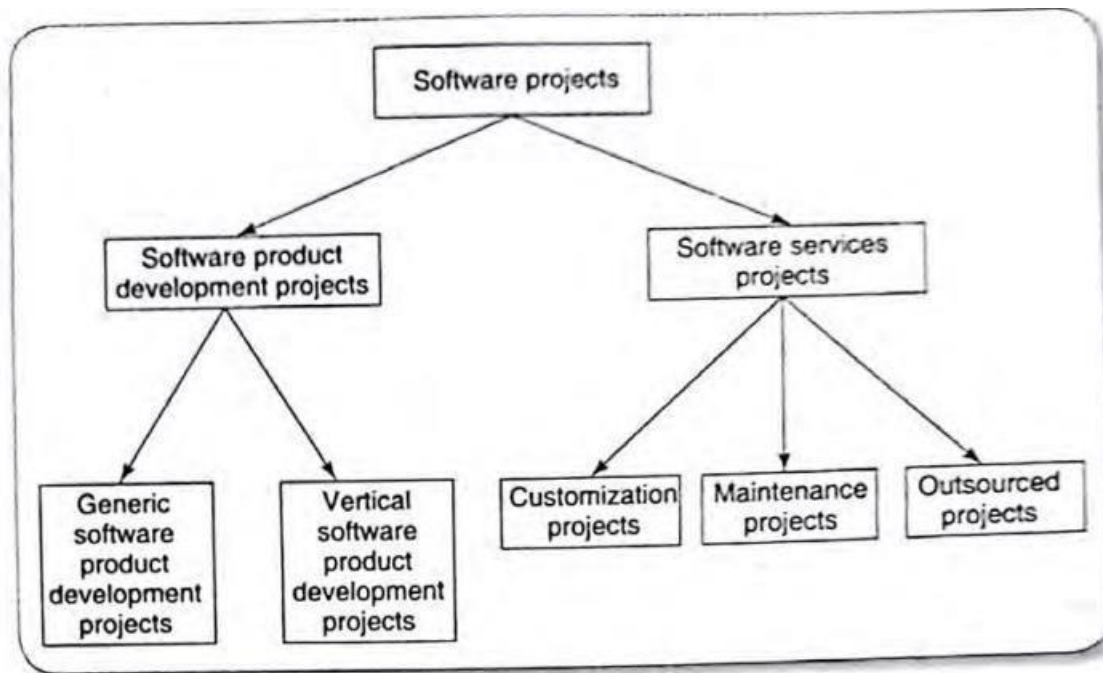 Software projects
Software product
development projects
Software services
projects
Generic
software
product
development
projects
Vertical
software
product
development
projects
Customization
projects
Maintenance
projects
Outsourced
projects